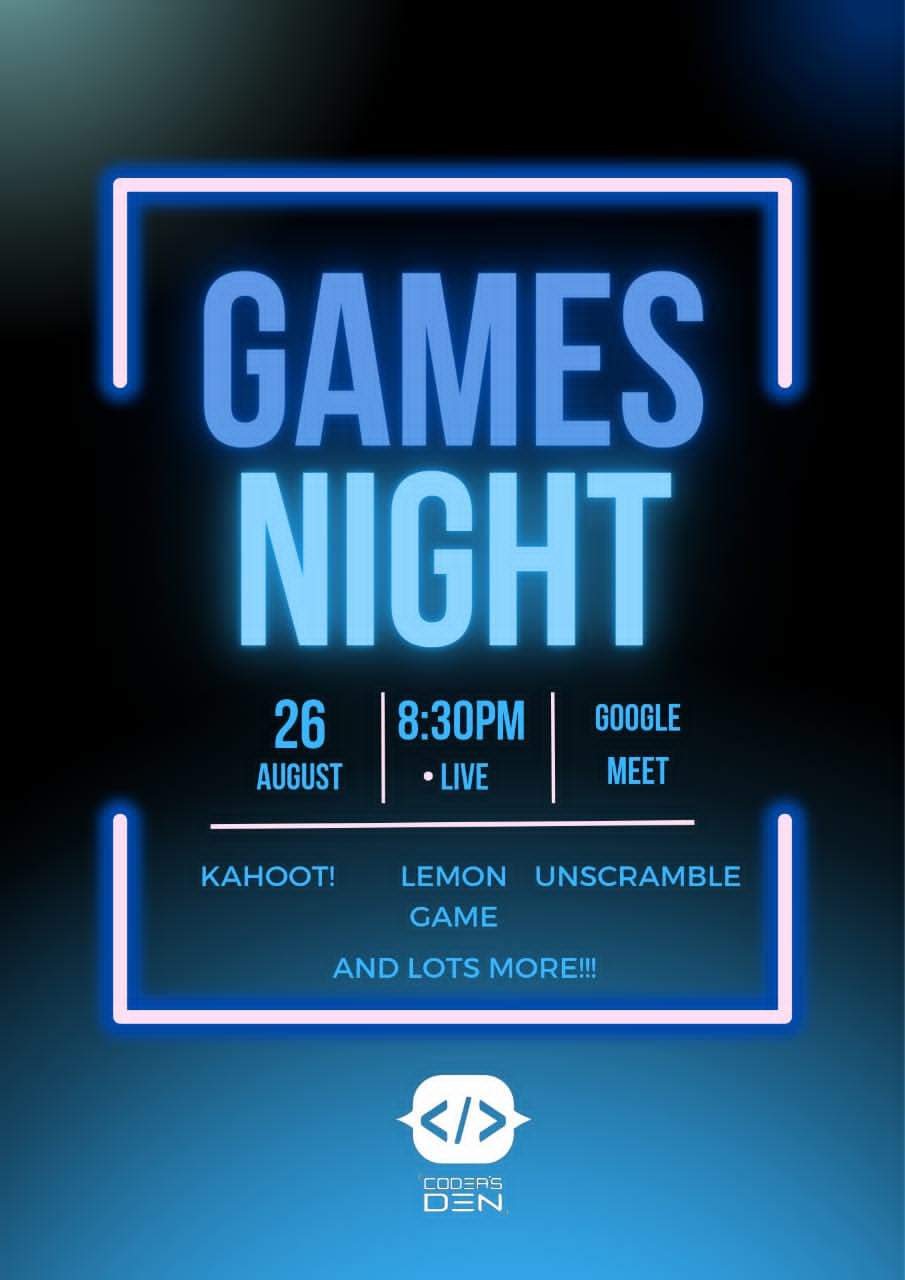 GAMES
NIGHT
26
AUGUST
8:30PM
• LIVE
GOOGLE
MEET
KAHOOT!
LEMON
GAME
UNSCRAMBLE
AND LOTS MORE!!!
</>
CODER'S
DEN